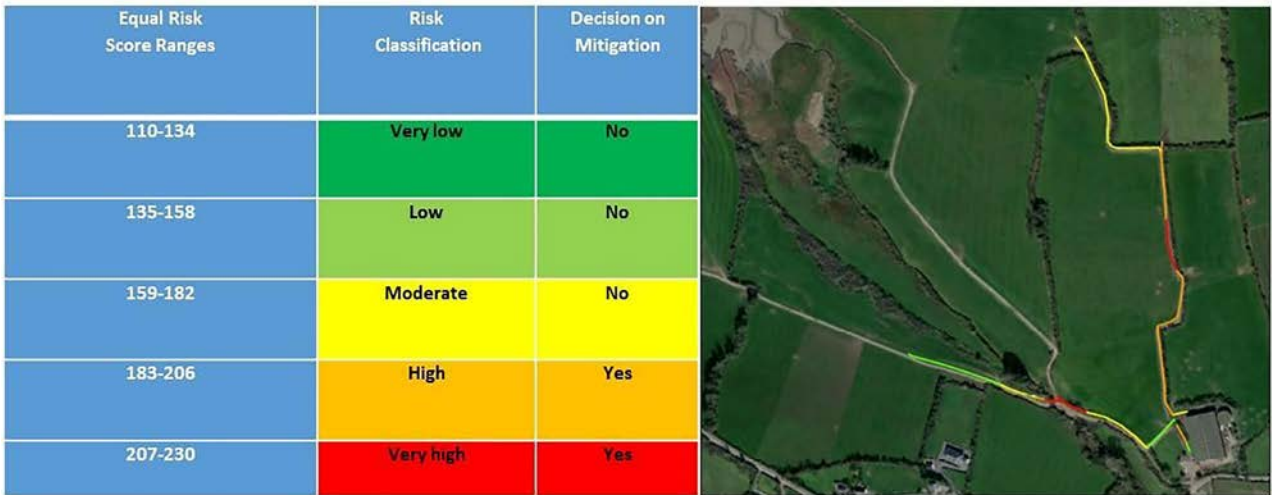 Equal Risk
Score Ranges
Risk
Classification
Decision on
Mitigation
110-134
Very low
No
135-158
Low
No
159-182
Moderate
No
183-206
High
Yes
207-230
Very high
Yes